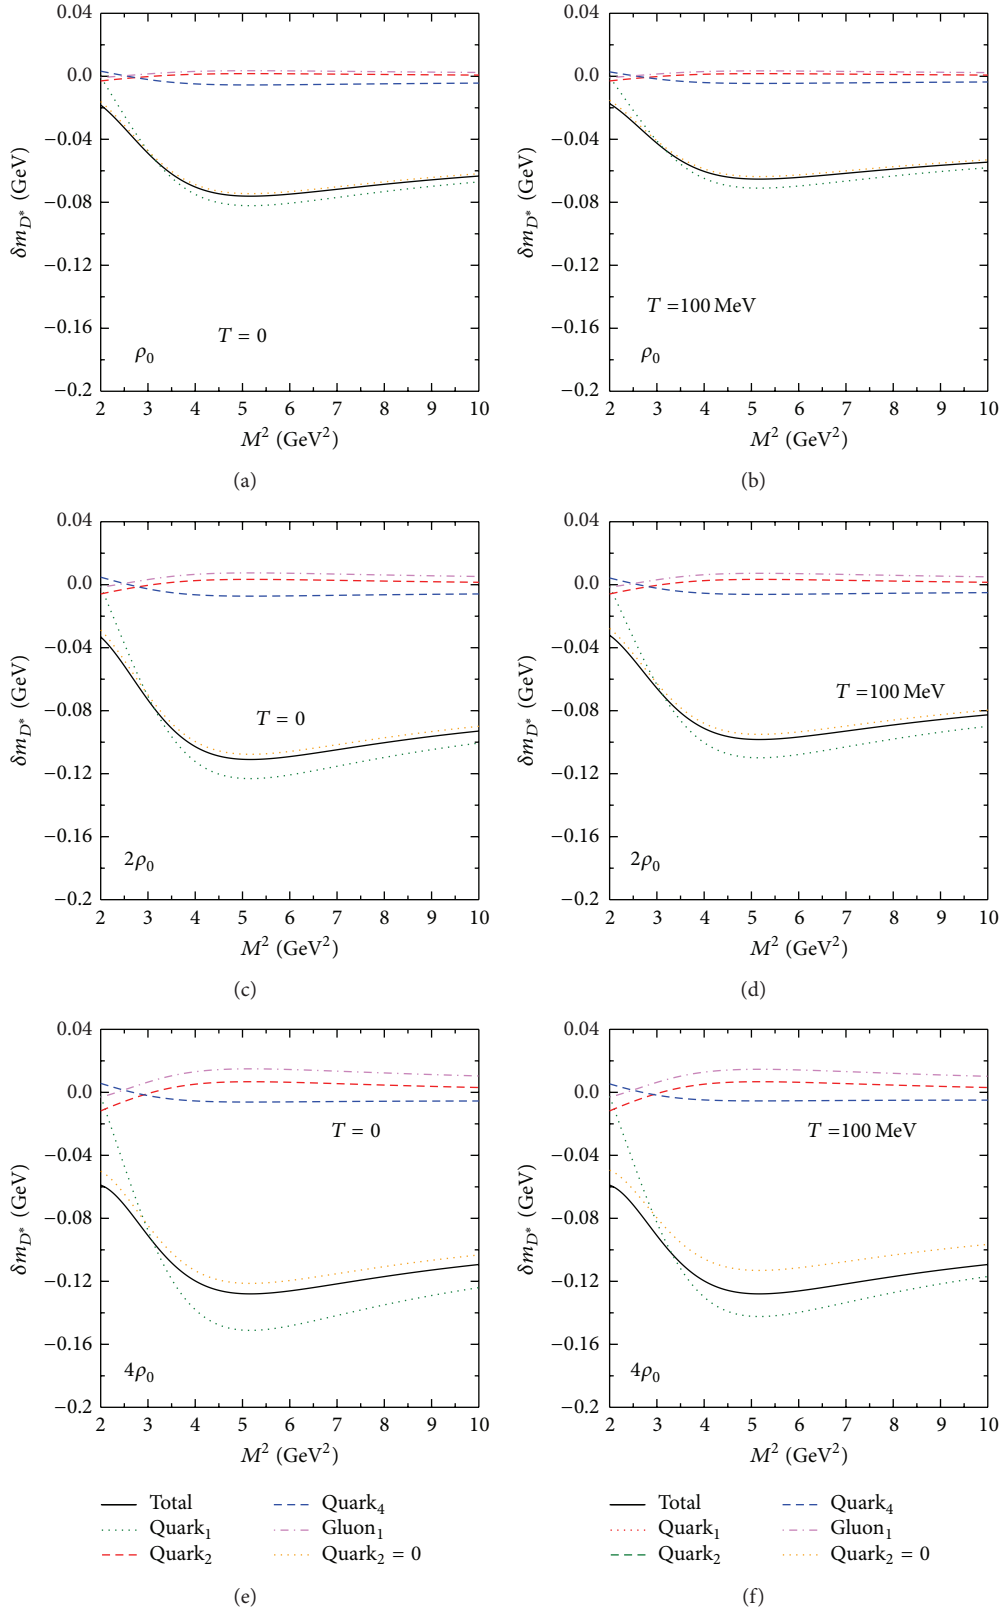 0.04
0.0
−0.04
−0.08
−0.12
−0.16
−0.2
δm_{D*} (GeV)
T = 0
ρ₀
2 3 4 5 6 7 8 9 10
M² (GeV²)
(a)
0.04
0.0
−0.04
−0.08
−0.12
−0.16
−0.2
δm_{D*} (GeV)
T =100 MeV
ρ₀
2 3 4 5 6 7 8 9 10
M² (GeV²)
(b)
0.04
0.0
−0.04
−0.08
−0.12
−0.16
−0.2
δm_{D*} (GeV)
T = 0
2ρ₀
2 3 4 5 6 7 8 9 10
M² (GeV²)
(c)
0.04
0.0
−0.04
−0.08
−0.12
−0.16
−0.2
δm_{D*} (GeV)
T =100 MeV
2ρ₀
2 3 4 5 6 7 8 9 10
M² (GeV²)
(d)
0.04
0.0
−0.04
−0.08
−0.12
−0.16
−0.2
δm_{D*} (GeV)
T = 0
4ρ₀
2 3 4 5 6 7 8 9 10
M² (GeV²)
Total Quark₄
Quark₁ Gluon₁
Quark₂ Quark₂ = 0
(e)
0.04
0.0
−0.04
−0.08
−0.12
−0.16
−0.2
δm_{D*} (GeV)
T =100 MeV
4ρ₀
2 3 4 5 6 7 8 9 10
M² (GeV²)
Total Quark₄
Quark₁ Gluon₁
Quark₂ Quark₂ = 0
(f)